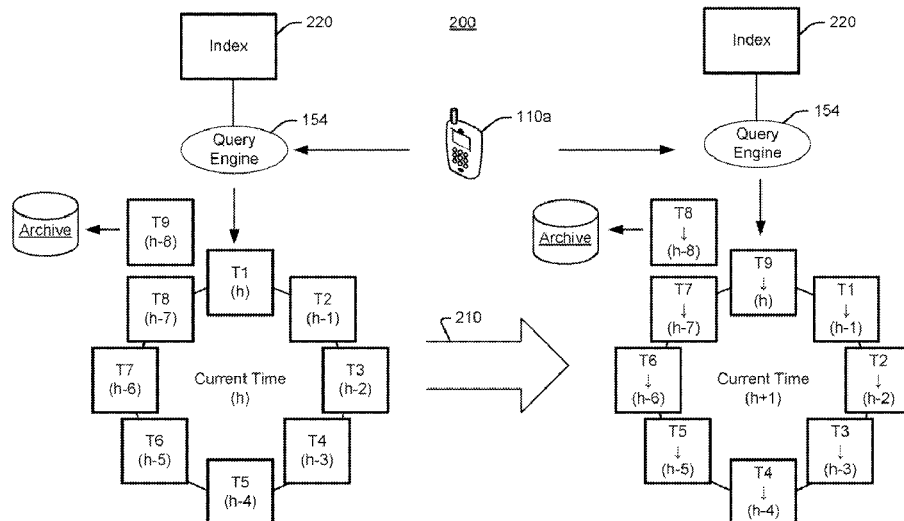 200
Index
220
Index
220
154
Query
Engine
110a
154
Query
Engine
Archive
T9
(h-8)
T1
(h)
T8
(h-7)
T2
(h-1)
T7
(h-6)
T3
(h-2)
Current Time
(h)
T6
(h-5)
T4
(h-3)
T5
(h-4)
210
Archive
T8
↓
(h-8)
T9
↓
(h)
T7
↓
(h-7)
T1
↓
(h-1)
T6
↓
(h-6)
T2
↓
(h-2)
Current Time
(h+1)
T5
↓
(h-5)
T3
↓
(h-3)
T4
↓
(h-4)